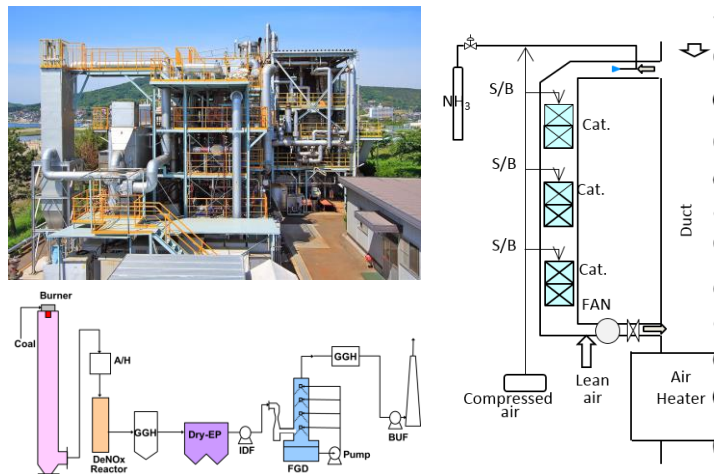 NH3
S/B
Cat.
S/B
Cat.
S/B
Cat.
FAN
Duct
Compressed
air
Lean
air
Air
Heater
Burner
Coal
A/H
DeNOx
Reactor
GGH
Dry-EP
IDF
FGD
Pump
GGH
BUF